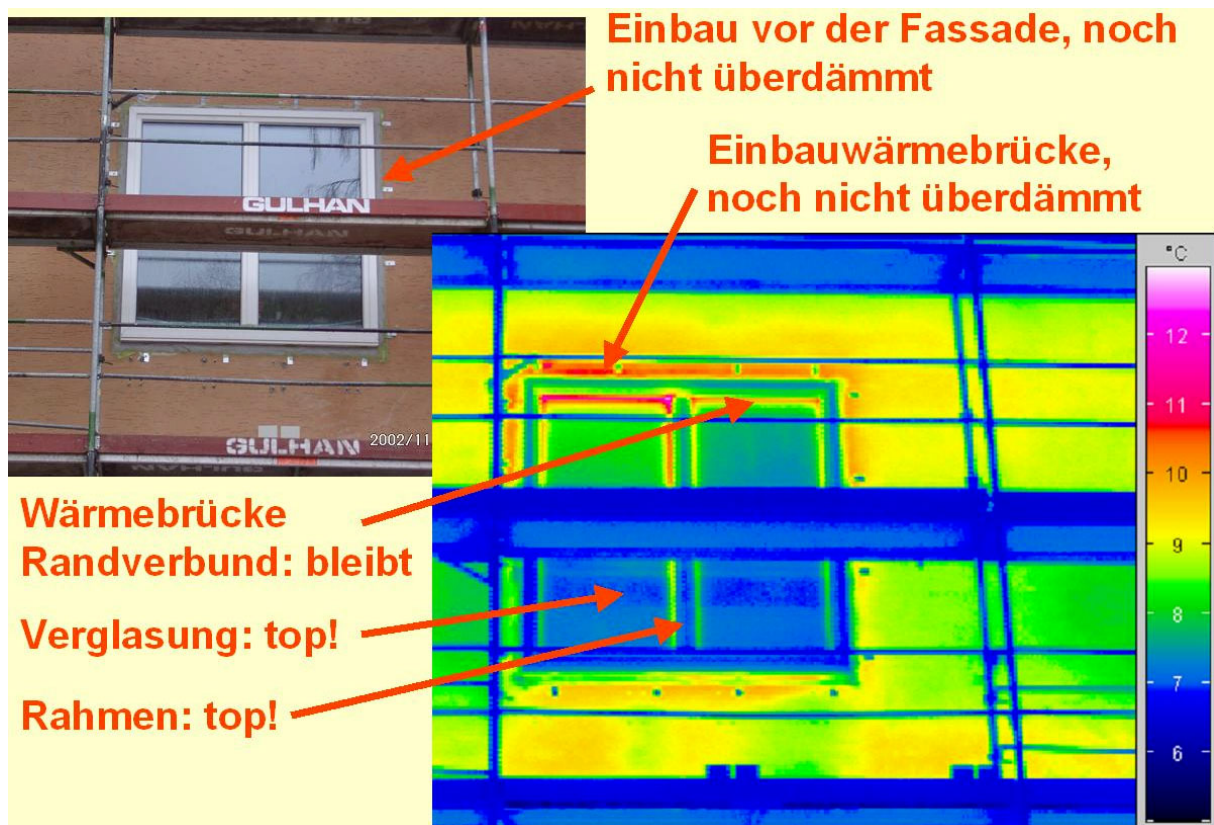 Einbau vor der Fassade, noch
nicht überdämmt
Einbauwärmebrücke,
noch nicht überdämmt
GULHAN
GULHAN
GULHAN
2002/11
°C
12
11
10
9
8
7
6
Wärmebrücke
Randverbund: bleibt
Verglasung: top!
Rahmen: top!